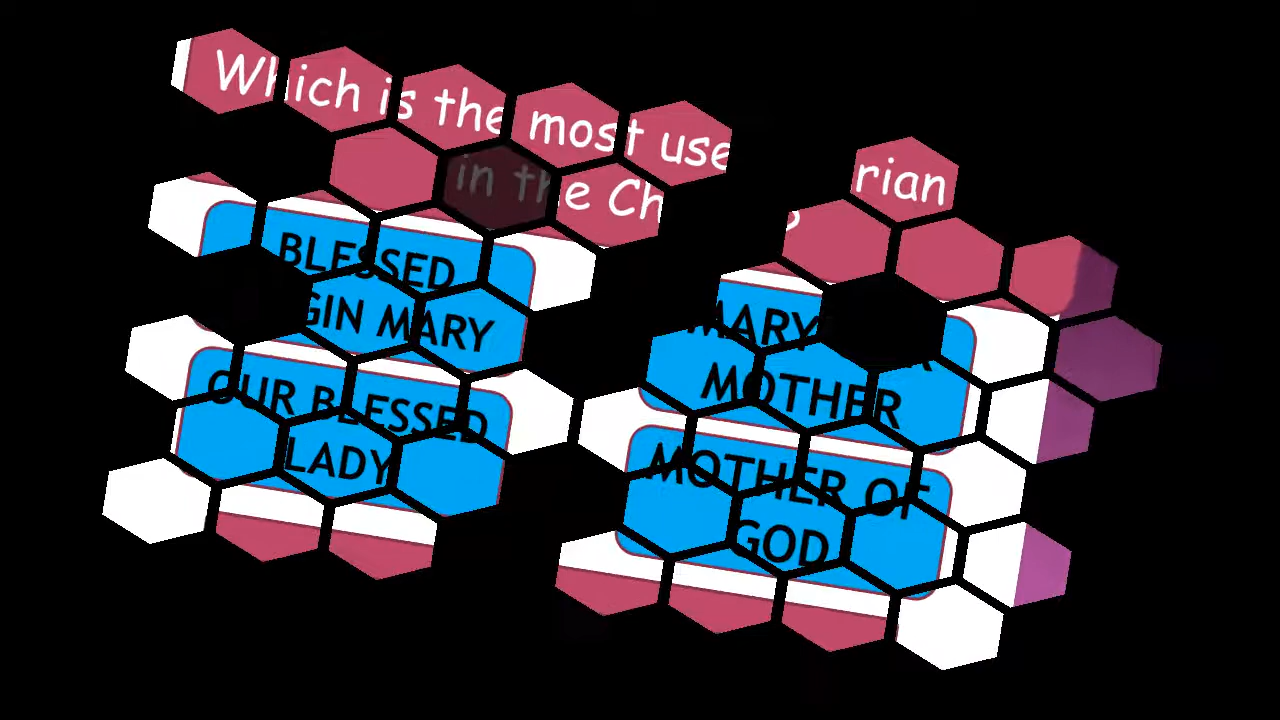 Which is the most use rian
in the Ch ?
BLESSED
GIN MARY
MARY
MOTHER
OUR BLESSED
LADY
MOTHER OF
GOD